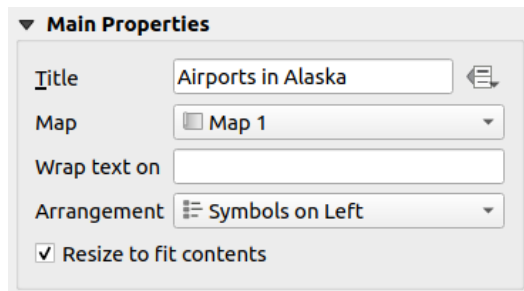 Main Properties
Title Airports in Alaska
Map Map 1
Wrap text on
Arrangement Symbols on Left
Resize to fit contents